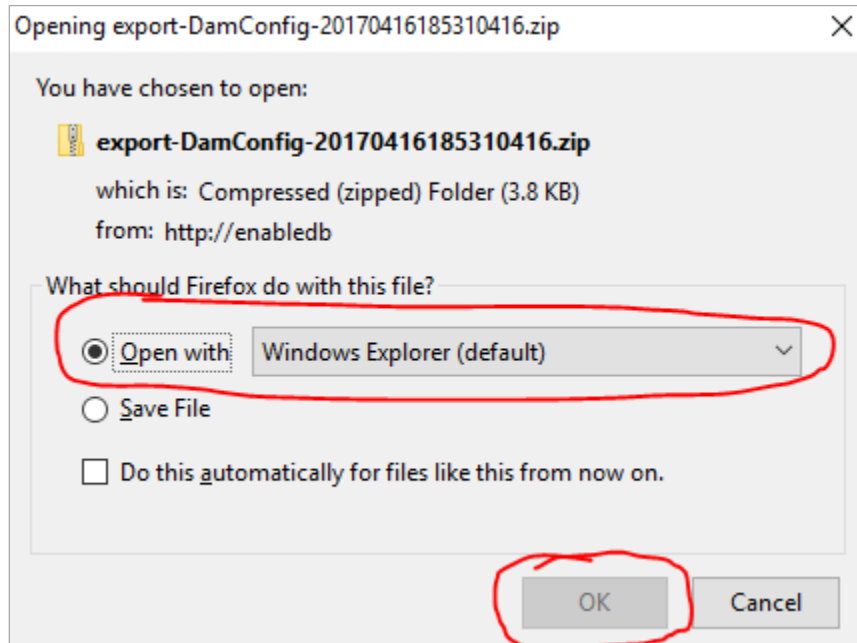 Opening export-DamConfig-20170416185310416.zip
You have chosen to open:
export-DamConfig-20170416185310416.zip
which is: Compressed (zipped) Folder (3.8 KB)
from: http://enabledb
What should Firefox do with this file?
Open with Windows Explorer (default)
Save File
Do this automatically for files like this from now on.
OK Cancel